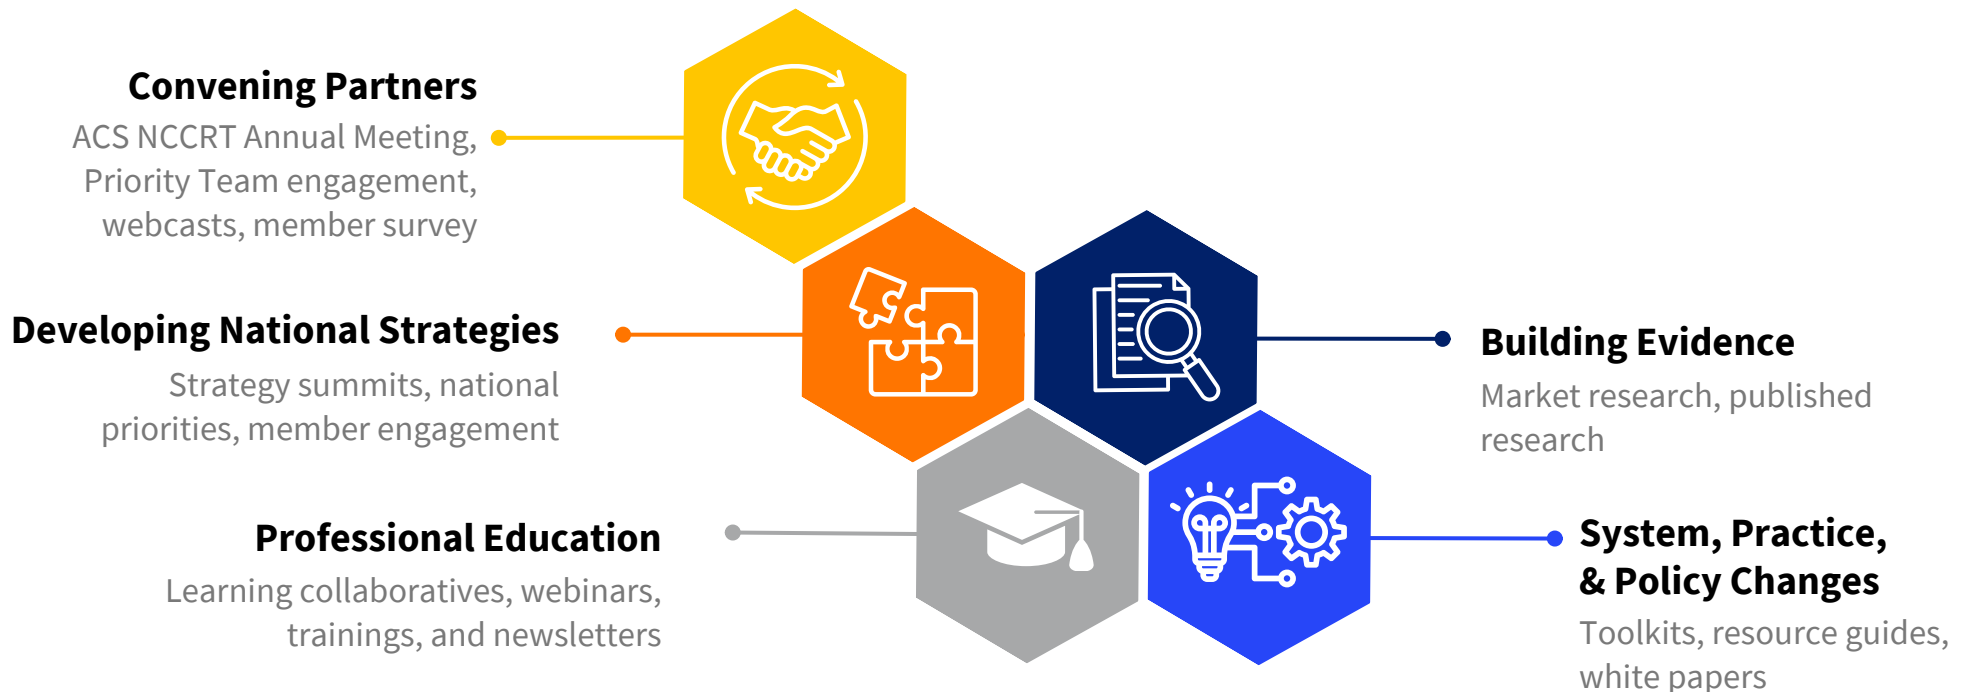 Convening Partners
ACS NCCRT Annual Meeting,
Priority Team engagement,
webcasts, member survey
Developing National Strategies
Strategy summits, national
priorities, member engagement
Professional Education
Learning collaboratives, webinars,
trainings, and newsletters
Building Evidence
Market research, published
research
System, Practice,
& Policy Changes
Toolkits, resource guides,
white papers